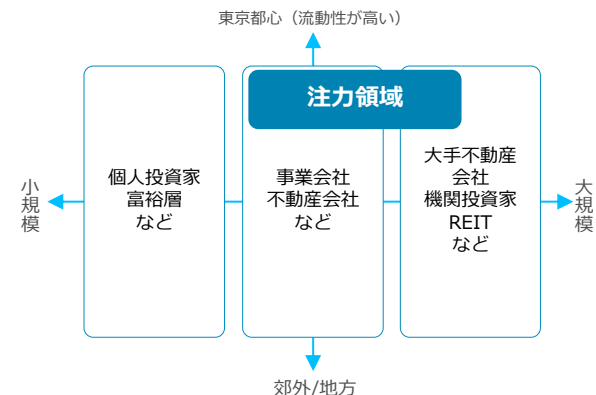 東京都心（流動性が高い）
注力領域
小規模
個人投資家
富裕層
など
事業会社
不動産会社
など
大手不動産
会社
機関投資家
REIT
など
大規模
郊外/地方